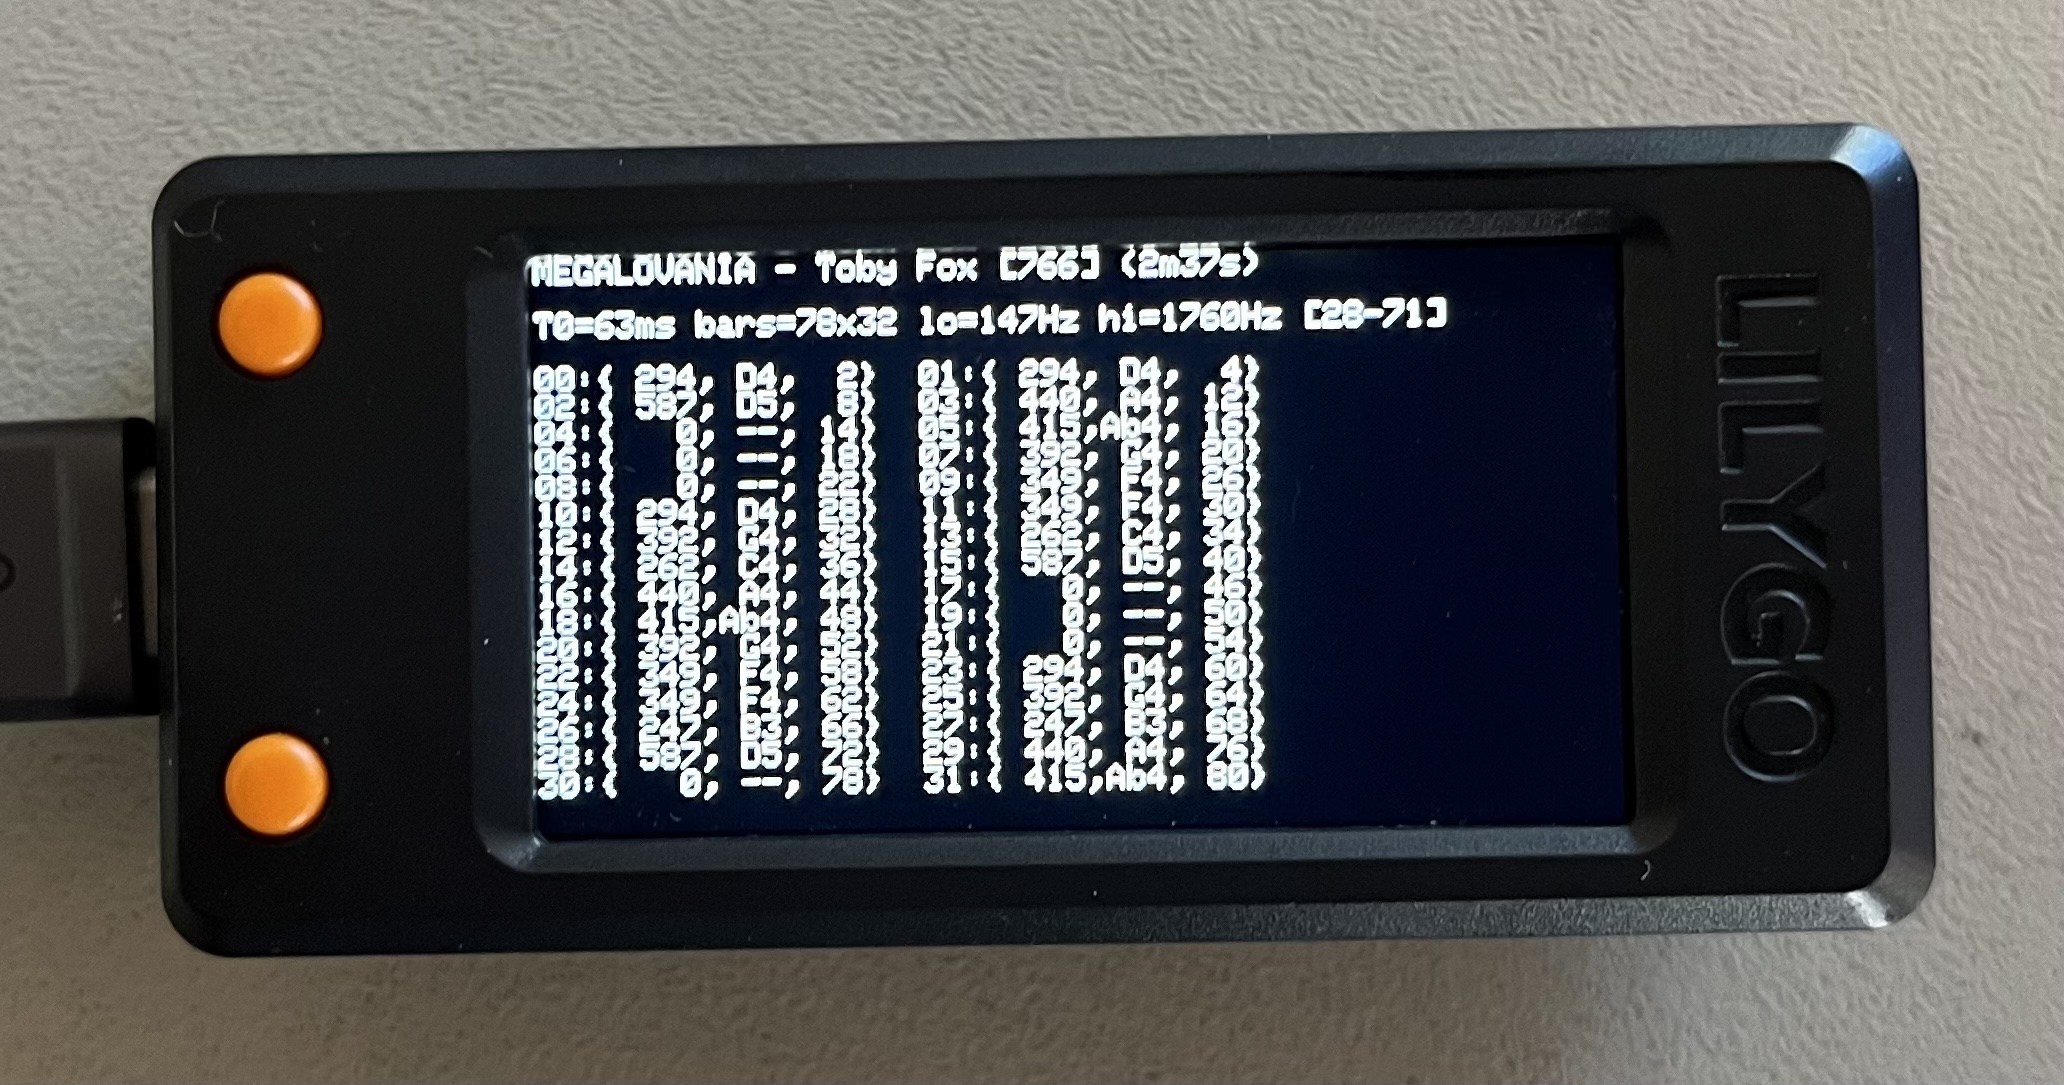 MEGALOVANIA - Toby Fox [766] (2m37s)
T0=63ms bars=78x32 lo=147Hz hi=1760Hz [28-71]
00:{ 294, D4, 2} 01:{ 294, D4, 4}
02:{ 587, D5, 8} 03:{ 440, A4, 12}
04:{ 0, --, 14} 05:{ 415,Ab4, 16}
06:{ 0, --, 18} 07:{ 392, G4, 20}
08:{ 0, --, 22} 09:{ 349, F4, 26}
10:{ 294, D4, 28} 11:{ 349, F4, 30}
12:{ 392, G4, 32} 13:{ 262, C4, 34}
14:{ 262, C4, 36} 15:{ 587, D5, 40}
16:{ 440, A4, 44} 17:{ 0, --, 46}
18:{ 415,Ab4, 48} 19:{ 0, --, 50}
20:{ 392, G4, 52} 21:{ 0, --, 54}
22:{ 349, F4, 58} 23:{ 294, D4, 60}
24:{ 349, F4, 62} 25:{ 392, G4, 64}
26:{ 247, B3, 66} 27:{ 247, B3, 68}
28:{ 587, D5, 72} 29:{ 440, A4, 76}
30:{ 0, --, 78} 31:{ 415,Ab4, 80}
LILYGO